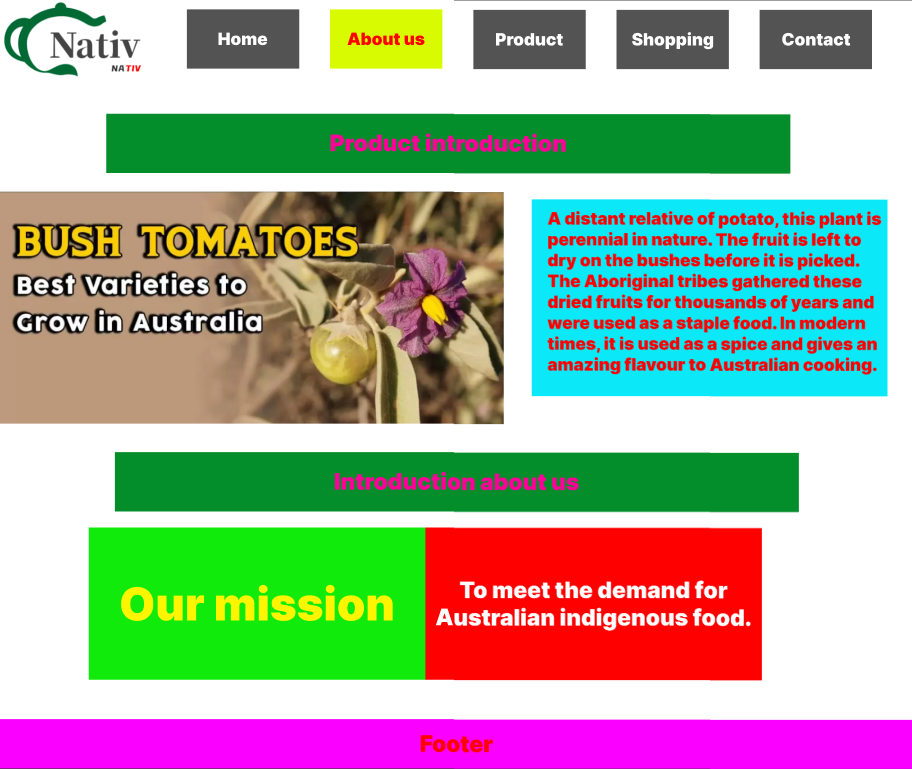 Nativ
NATIV
Home
About us
Product
Shopping
Contact
Product introduction
BUSH TOMATOES
Best Varieties to
Grow in Australia
A distant relative of potato, this plant is
perennial in nature. The fruit is left to
dry on the bushes before it is picked.
The Aboriginal tribes gathered these
dried fruits for thousands of years and
were used as a staple food. In modern
times, it is used as a spice and gives an
amazing flavour to Australian cooking.
Introduction about us
Our mission
To meet the demand for
Australian indigenous food.
Footer